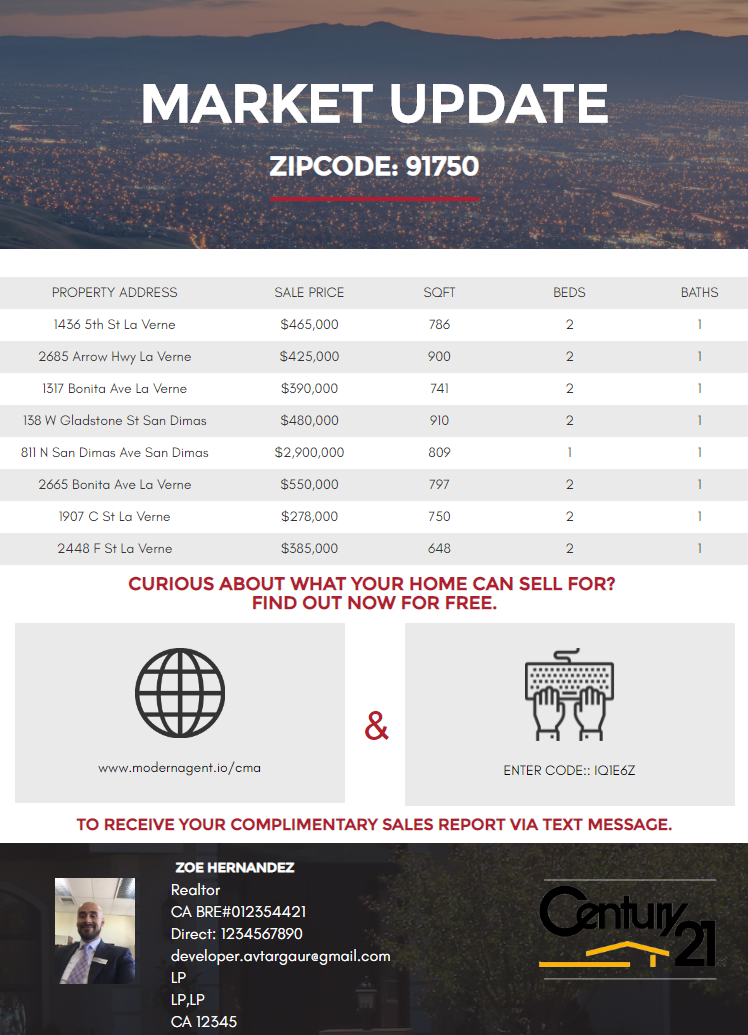 MARKET UPDATE
ZIPCODE: 91750
PROPERTY ADDRESS SALE PRICE SQFT BEDS BATHS
1436 5th St La Verne $465,000 786 2 1
2685 Arrow Hwy La Verne $425,000 900 2 1
1317 Bonita Ave La Verne $390,000 741 2 1
138 W Gladstone St San Dimas $480,000 910 2 1
811 N San Dimas Ave San Dimas $2,900,000 809 1 1
2665 Bonita Ave La Verne $550,000 797 2 1
1907 C St La Verne $278,000 750 2 1
2448 F St La Verne $385,000 648 2 1
CURIOUS ABOUT WHAT YOUR HOME CAN SELL FOR?
FIND OUT NOW FOR FREE.
&
www.modernagent.io/cma
ENTER CODE:: IQ1E6Z
TO RECEIVE YOUR COMPLIMENTARY SALES REPORT VIA TEXT MESSAGE.
ZOE HERNANDEZ
Realtor
CA BRE#012354421
Direct: 1234567890
developer.avtargaur@gmail.com
LP
LP,LP
CA 12345
Century 21